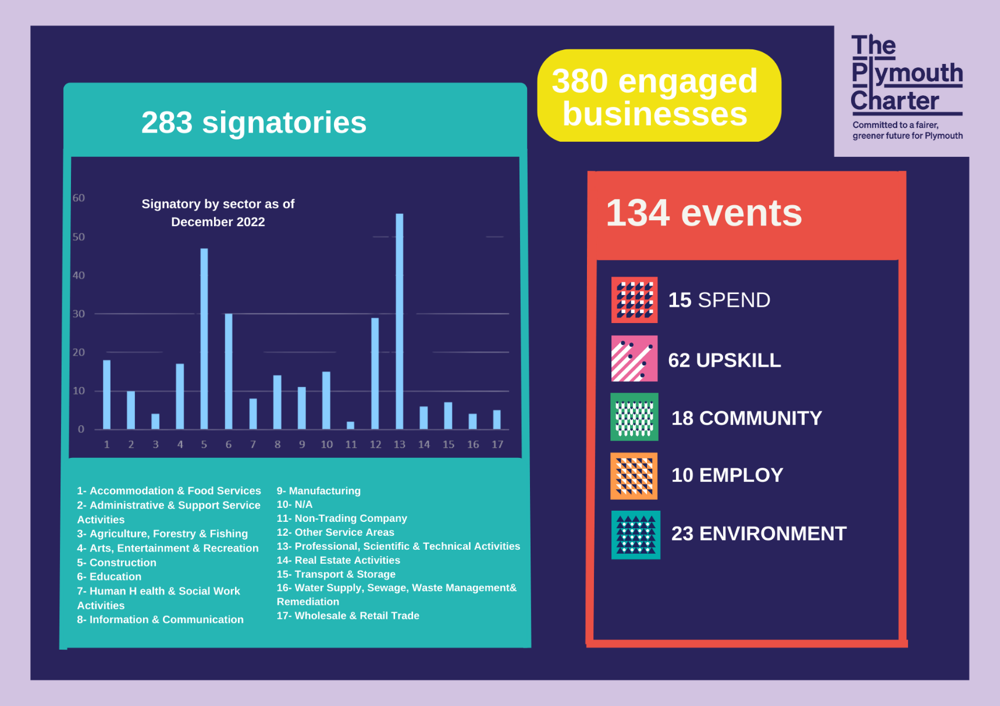 The
Plymouth
Charter
Committed to a fairer,
greener future for Plymouth
380 engaged
businesses
283 signatories
Signatory by sector as of
December 2022
60
50
40
30
20
10
0
1 2 3 4 5 6 7 8 9 10 11 12 13 14 15 16 17
1- Accommodation & Food Services
2- Administrative & Support Service
Activities
3- Agriculture, Forestry & Fishing
4- Arts, Entertainment & Recreation
5- Construction
6- Education
7- Human H ealth & Social Work
Activities
8- Information & Communication
9- Manufacturing
10- N/A
11- Non-Trading Company
12- Other Service Areas
13- Professional, Scientific & Technical Activities
14- Real Estate Activities
15- Transport & Storage
16- Water Supply, Sewage, Waste Management&
Remediation
17- Wholesale & Retail Trade
134 events
15 SPEND
62 UPSKILL
18 COMMUNITY
10 EMPLOY
23 ENVIRONMENT